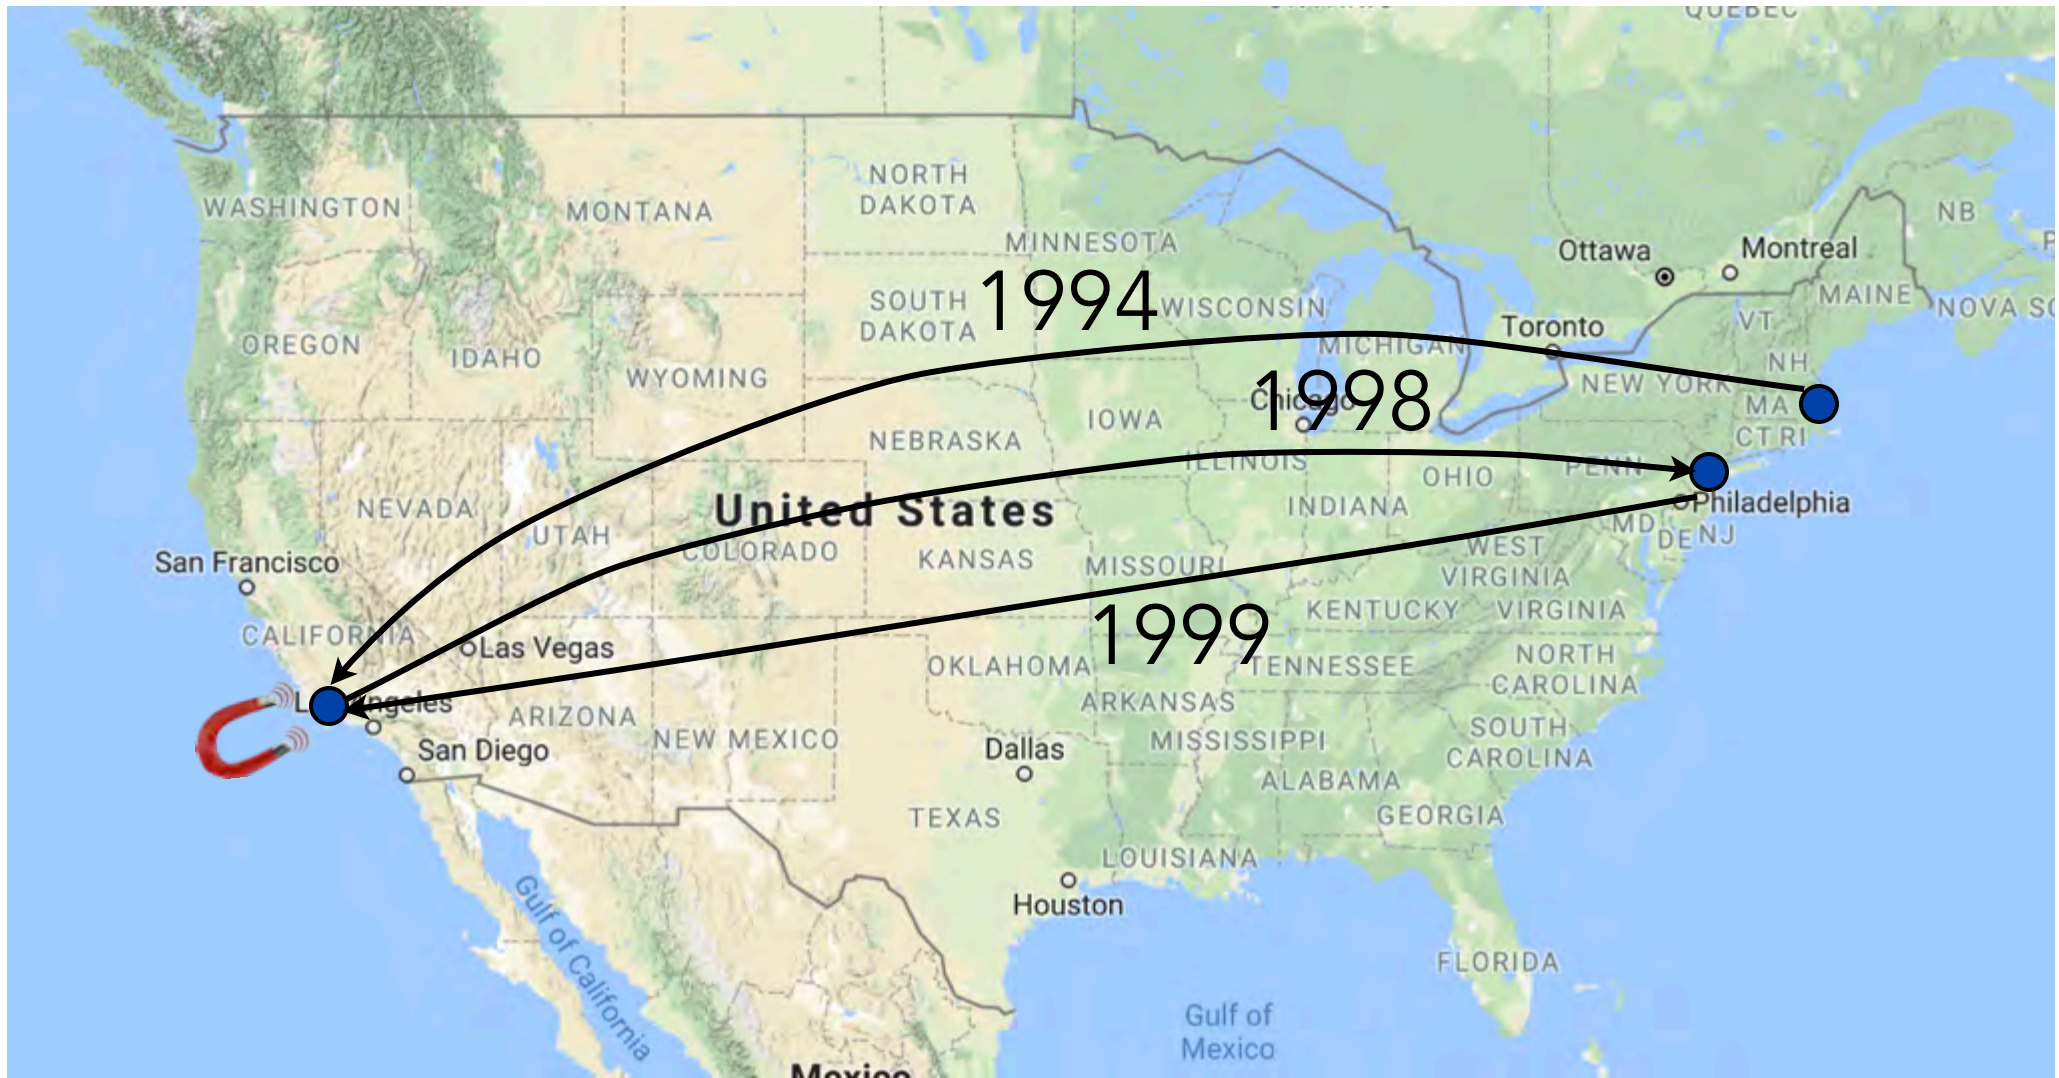 QUEBEC
NORTH
DAKOTA
WASHINGTON
MONTANA
NB
MINNESOTA
Ottawa
Montreal
SOUTH
DAKOTA
1994
WISCONSIN
MAINE
NOVA SC
VT
Toronto
OREGON
IDAHO
MICHIGAN
NH
WYOMING
NEW YORK
1998
Chicago
MA
IOWA
CT RI
NEBRASKA
ILLINOIS
OHIO
PENN
NEVADA
United States
INDIANA
Philadelphia
MD
DE
NJ
UTAH
COLORADO
KANSAS
MISSOURI
WEST
VIRGINIA
San Francisco
KENTUCKY
VIRGINIA
CALIFORNIA
Las Vegas
1999
OKLAHOMA
TENNESSEE
NORTH
CAROLINA
Los Angeles
ARIZONA
ARKANSAS
NEW MEXICO
SOUTH
CAROLINA
San Diego
Dallas
MISSISSIPPI
ALABAMA
TEXAS
GEORGIA
LOUISIANA
Houston
Gulf of California
FLORIDA
Gulf of
Mexico
Mexico